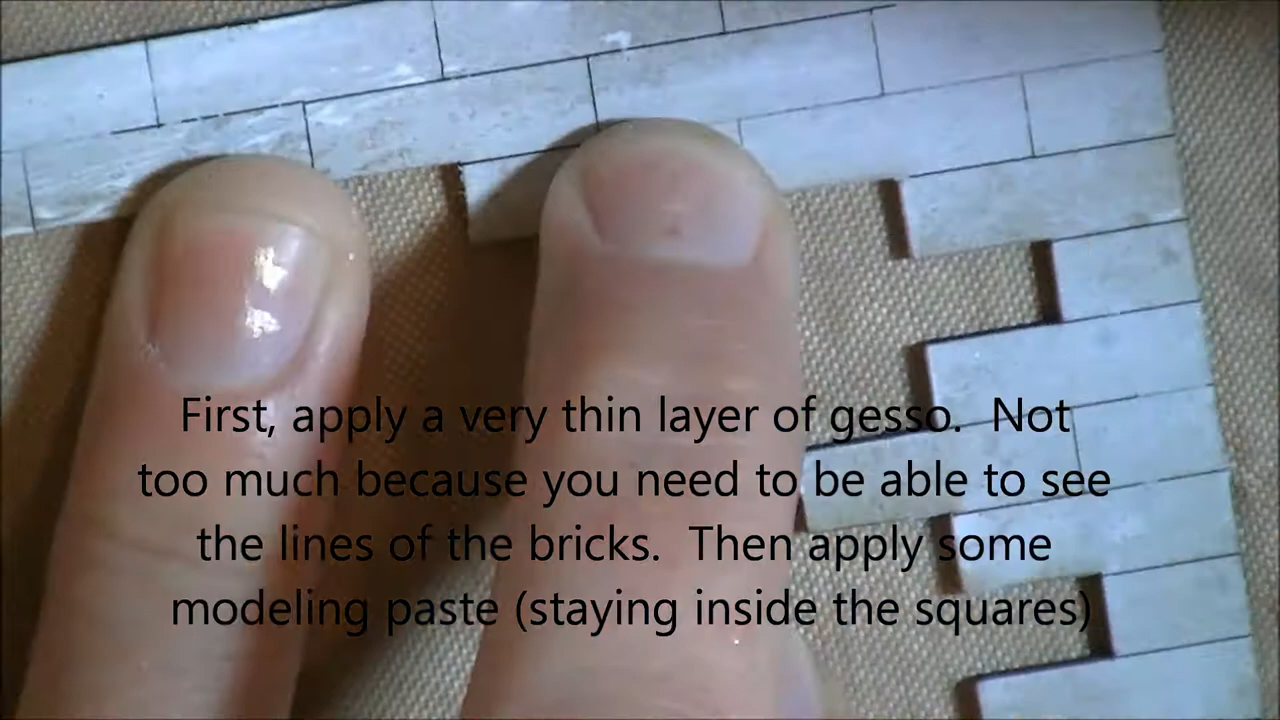 First, apply a very thin layer of gesso.  Not
too much because you need to be able to see
the lines of the bricks.  Then apply some
modeling paste (staying inside the squares)